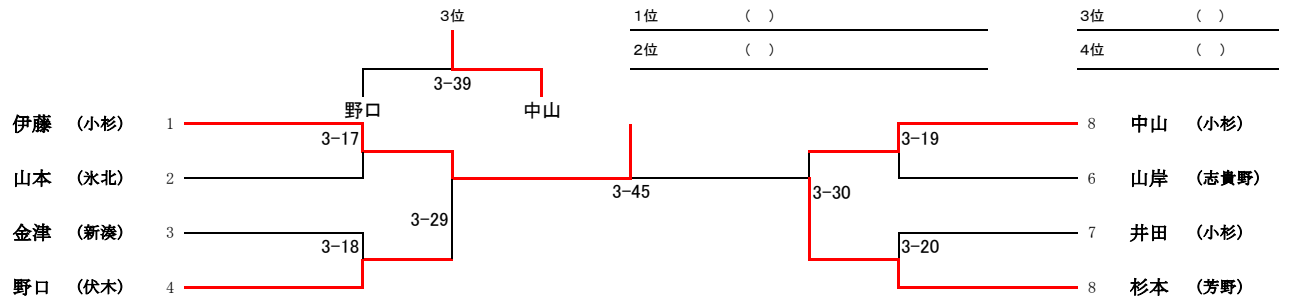 3位
1位 （ ）
3位 （ ）
2位 （ ）
4位 （ ）
3-39
野口
中山
伊藤 （小杉） 1
8 中山 （小杉）
3-17
3-19
山本 （氷北） 2
6 山岸 （志貴野）
3-45
3-30
3-29
金津 （新湊） 3
7 井田 （小杉）
3-18
3-20
野口 （伏木） 4
8 杉本 （芳野）